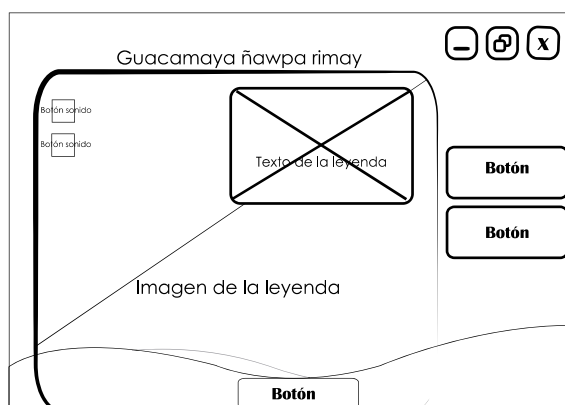 Guacamaya ñawpa rimay
X
Botón sonido
Botón sonido
Texto de la leyenda
Botón
Botón
Imagen de la leyenda
Botón